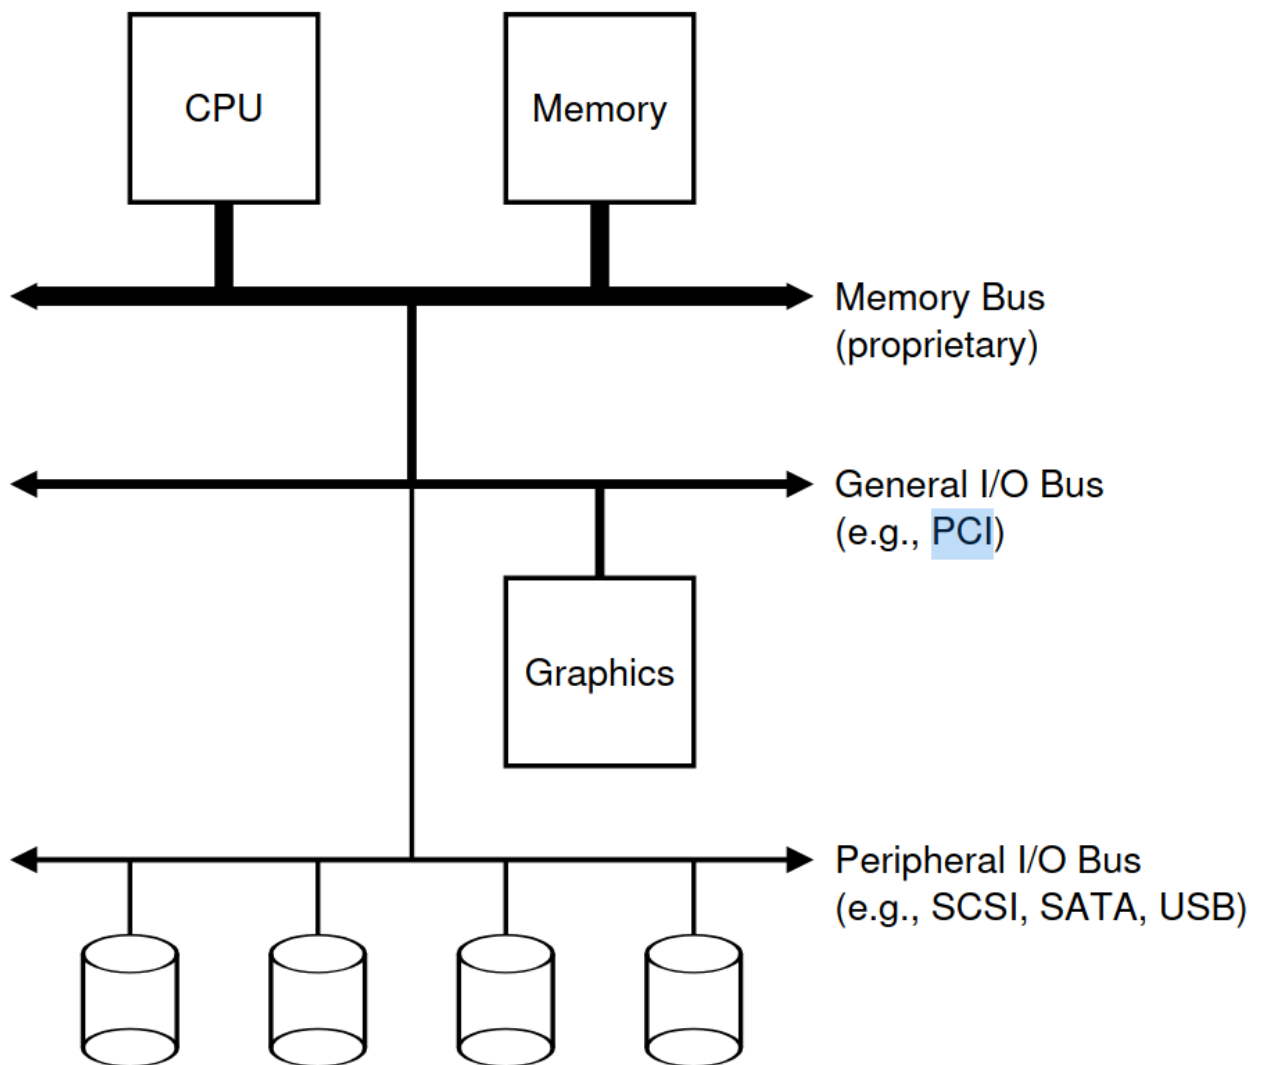 CPU
Memory
Memory Bus
(proprietary)
General I/O Bus
(e.g., PCI)
Graphics
Peripheral I/O Bus
(e.g., SCSI, SATA, USB)